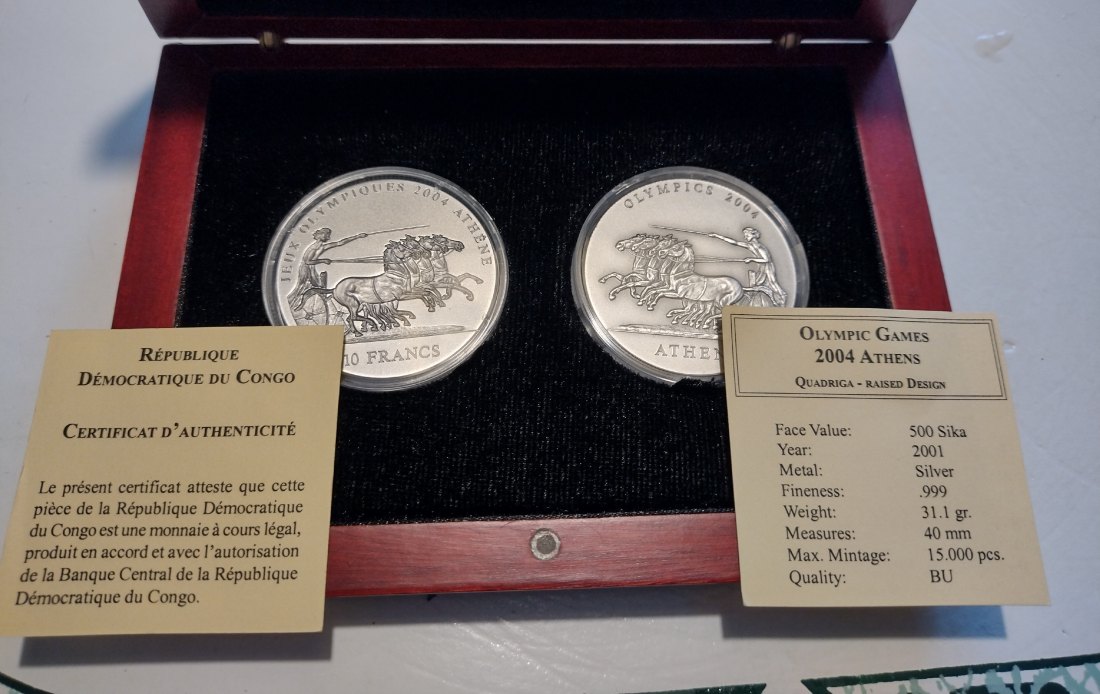 JEUX OLYMPIQUES 2004 ATHÈNE
10 FRANCS
OLYMPICS 2004
ATHEN
RÉPUBLIQUE
DÉMOCRATIQUE DU CONGO
CERTIFICAT D'AUTHENTICITÉ
Le présent certificat atteste que cette
pièce de la République Démocratique
du Congo est une monnaie à cours légal,
produit en accord et avec l'autorisation
de la Banque Central de la République
Démocratique du Congo.
OLYMPIC GAMES
2004 ATHENS
QUADRIGA - RAISED DESIGN
Face Value: 500 Sika
Year: 2001
Metal: Silver
Fineness: .999
Weight: 31.1 gr.
Measures: 40 mm
Max. Mintage: 15.000 pcs.
Quality: BU